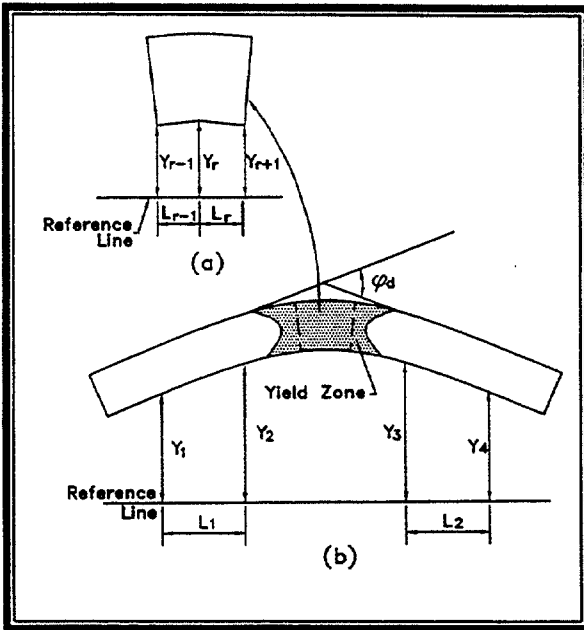 Yr−1 Yr Yr+1
Reference
Line
Lr−1 Lr
(a)
φd
Yield Zone
Y1 Y2 Y3 Y4
Reference
Line
L1 L2
(b)